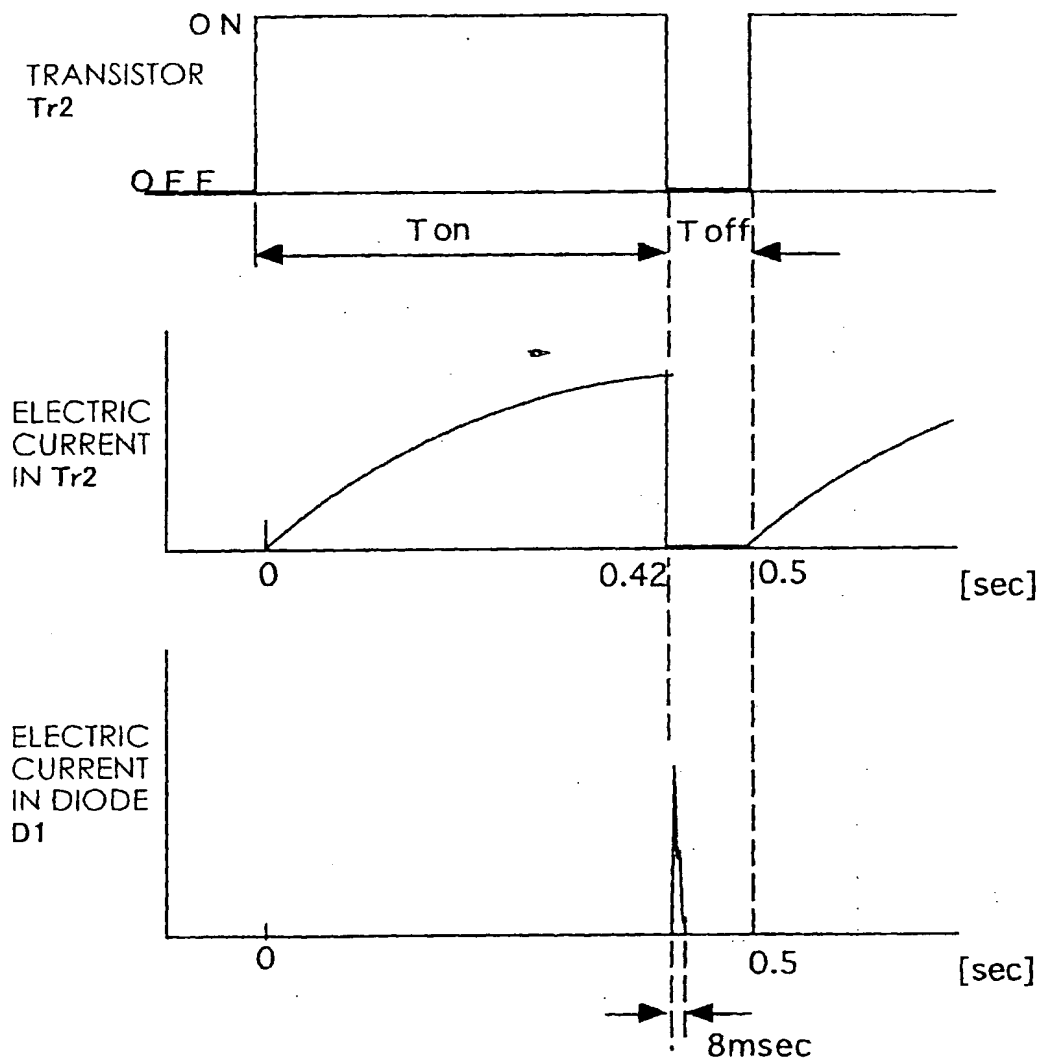 ON
TRANSISTOR
Tr2
OFF
Ton
Toff
ELECTRIC
CURRENT
IN Tr2
0
0.42
0.5
[sec]
ELECTRIC
CURRENT
IN DIODE
D1
0
0.5
[sec]
8msec